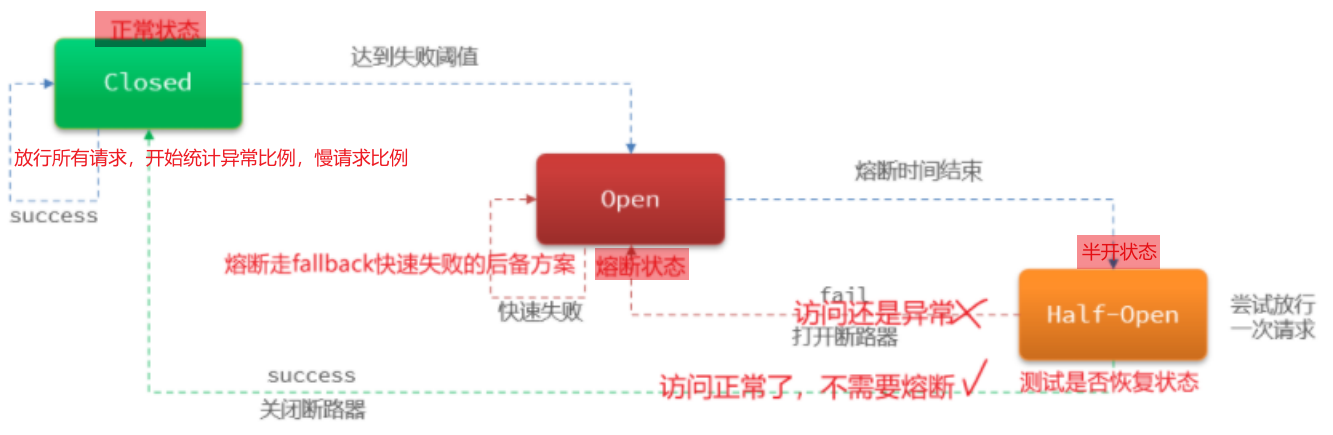 正常状态
Closed
达到失败阈值
放行所有请求，开始统计异常比例，慢请求比例
success
Open
熔断时间结束
熔断走fallback快速失败的后备方案
熔断状态
快速失败
半开状态
Half-Open
尝试放行
一次请求
fail
访问还是异常
打开断路器
测试是否恢复状态
success
访问正常了，不需要熔断
关闭断路器